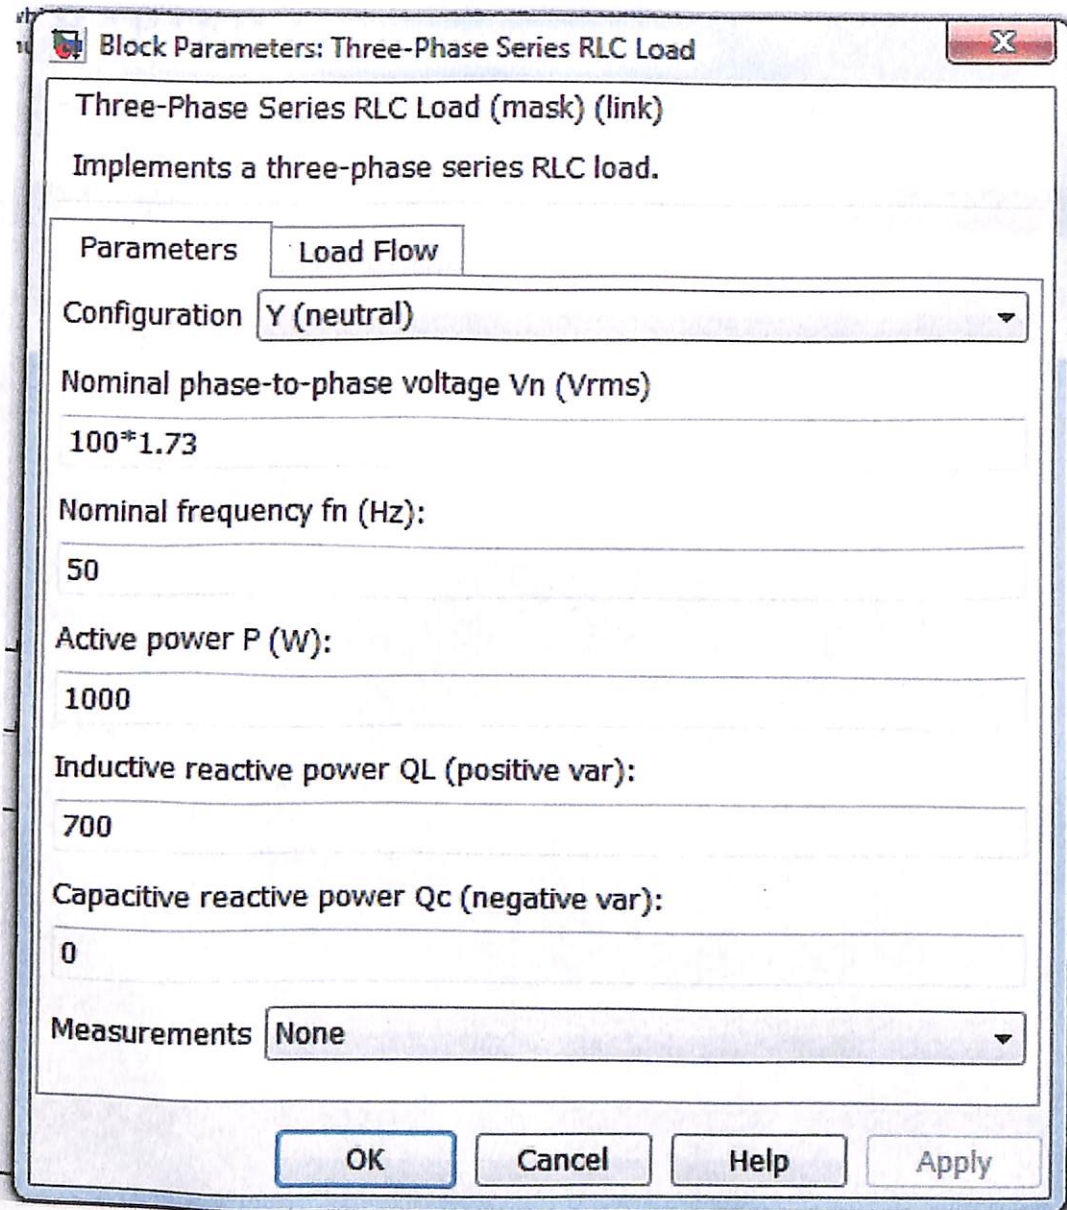 Block Parameters: Three-Phase Series RLC Load
Three-Phase Series RLC Load (mask) (link)
Implements a three-phase series RLC load.
Parameters
Load Flow
Configuration Y (neutral)
Nominal phase-to-phase voltage Vn (Vrms)
100*1.73
Nominal frequency fn (Hz):
50
Active power P (W):
1000
Inductive reactive power QL (positive var):
700
Capacitive reactive power Qc (negative var):
0
Measurements None
OK Cancel Help Apply